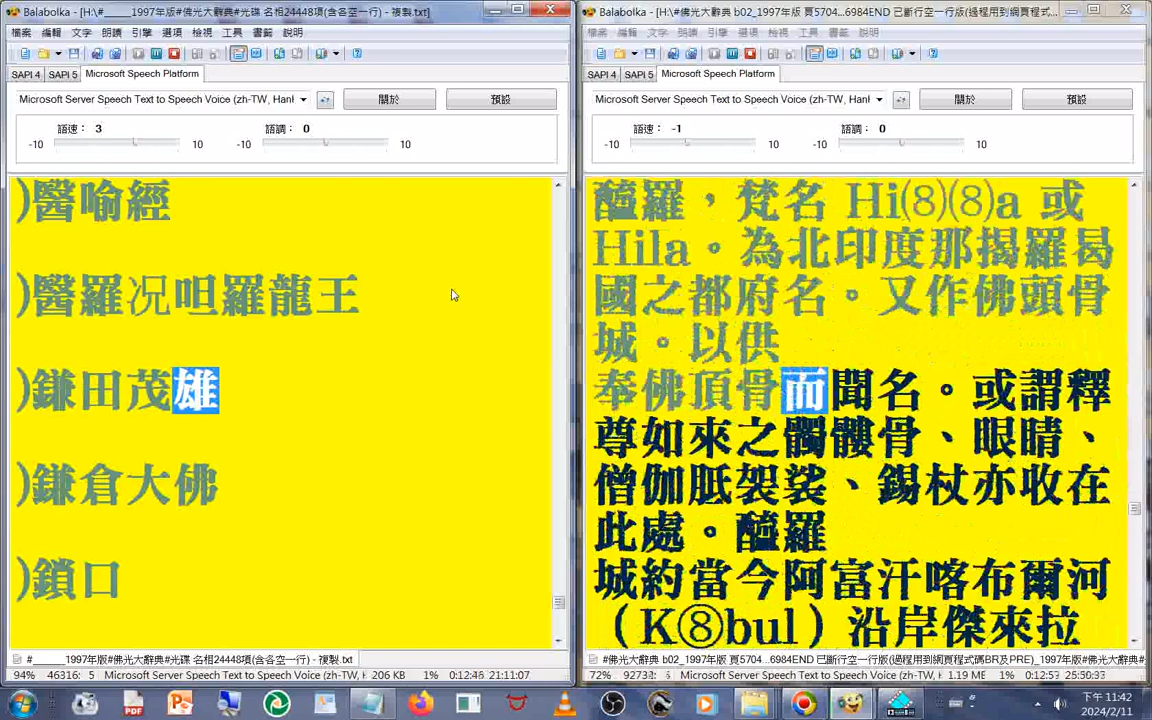 Balabolka - [H:\#_____1997年版#佛光大辭典#光碟 名相24448項(含各空一行) - 複製.txt]
檔案 編輯 文字 朗讀 引擎 選項 檢視 工具 書籤 說明
SAPI 4 SAPI 5 Microsoft Speech Platform
Microsoft Server Speech Text to Speech Voice (zh-TW, Hanl
關於
預設
語速： 3
語調： 0
-10 10 -10 10
)醫喻經
)醫羅况呾羅龍王
)鎌田茂雄
)鎌倉大佛
)鎖口
#_____1997年版#佛光大辭典#光碟 名相24448項(含各空一行) - 複製.txt
94% 46316: 5 Microsoft Server Speech Text to Speech Voice (zh-TW, H 206 KB 1% 0:12:46 21:11:07
Balabolka - [H:\#佛光大辭典 b02_1997年版 頁5704...6984END 已斷行空一行版(過程用到網頁程式...
檔案 編輯 文字 朗讀 引擎 選項 檢視 工具 書籤 說明
SAPI 4 SAPI 5 Microsoft Speech Platform
Microsoft Server Speech Text to Speech Voice (zh-TW, Hanl
關於
預設
語速： -1
語調： 0
-10 10 -10 10
醯羅，梵名 Hi⑧⑧a 或
Hila。為北印度那揭羅曷
國之都府名。又作佛頭骨
城。以供
奉佛頂骨而聞名。或謂釋
尊如來之髑髏骨、眼睛、
僧伽胝袈裟、錫杖亦收在
此處。醯羅
城約當今阿富汗喀布爾河
（K⑧bul）沿岸傑來拉
#佛光大辭典 b02_1997年版 頁5704...6984END 已斷行空一行版(過程用到網頁程式碼BR及PRE)_1997年版#
72% Microsoft Server Speech Text to Speech Voice (zh-TW, H 1.19 MB 1%
下午 11:42
2024/2/11